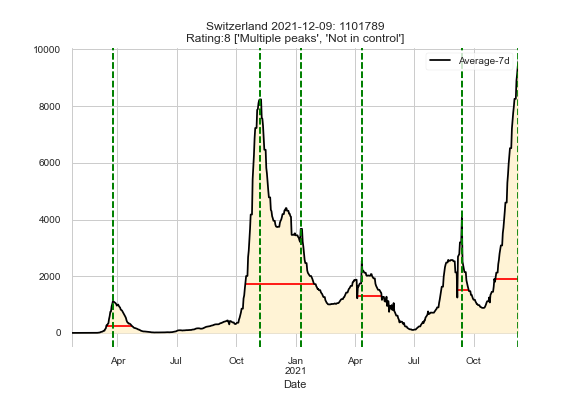 Switzerland 2021-12-09: 1101789
Rating:8 ['Multiple peaks', 'Not in control']
Average-7d
10000
8000
6000
4000
2000
0
Apr
Jul
Oct
Jan
2021
Apr
Jul
Oct
Date